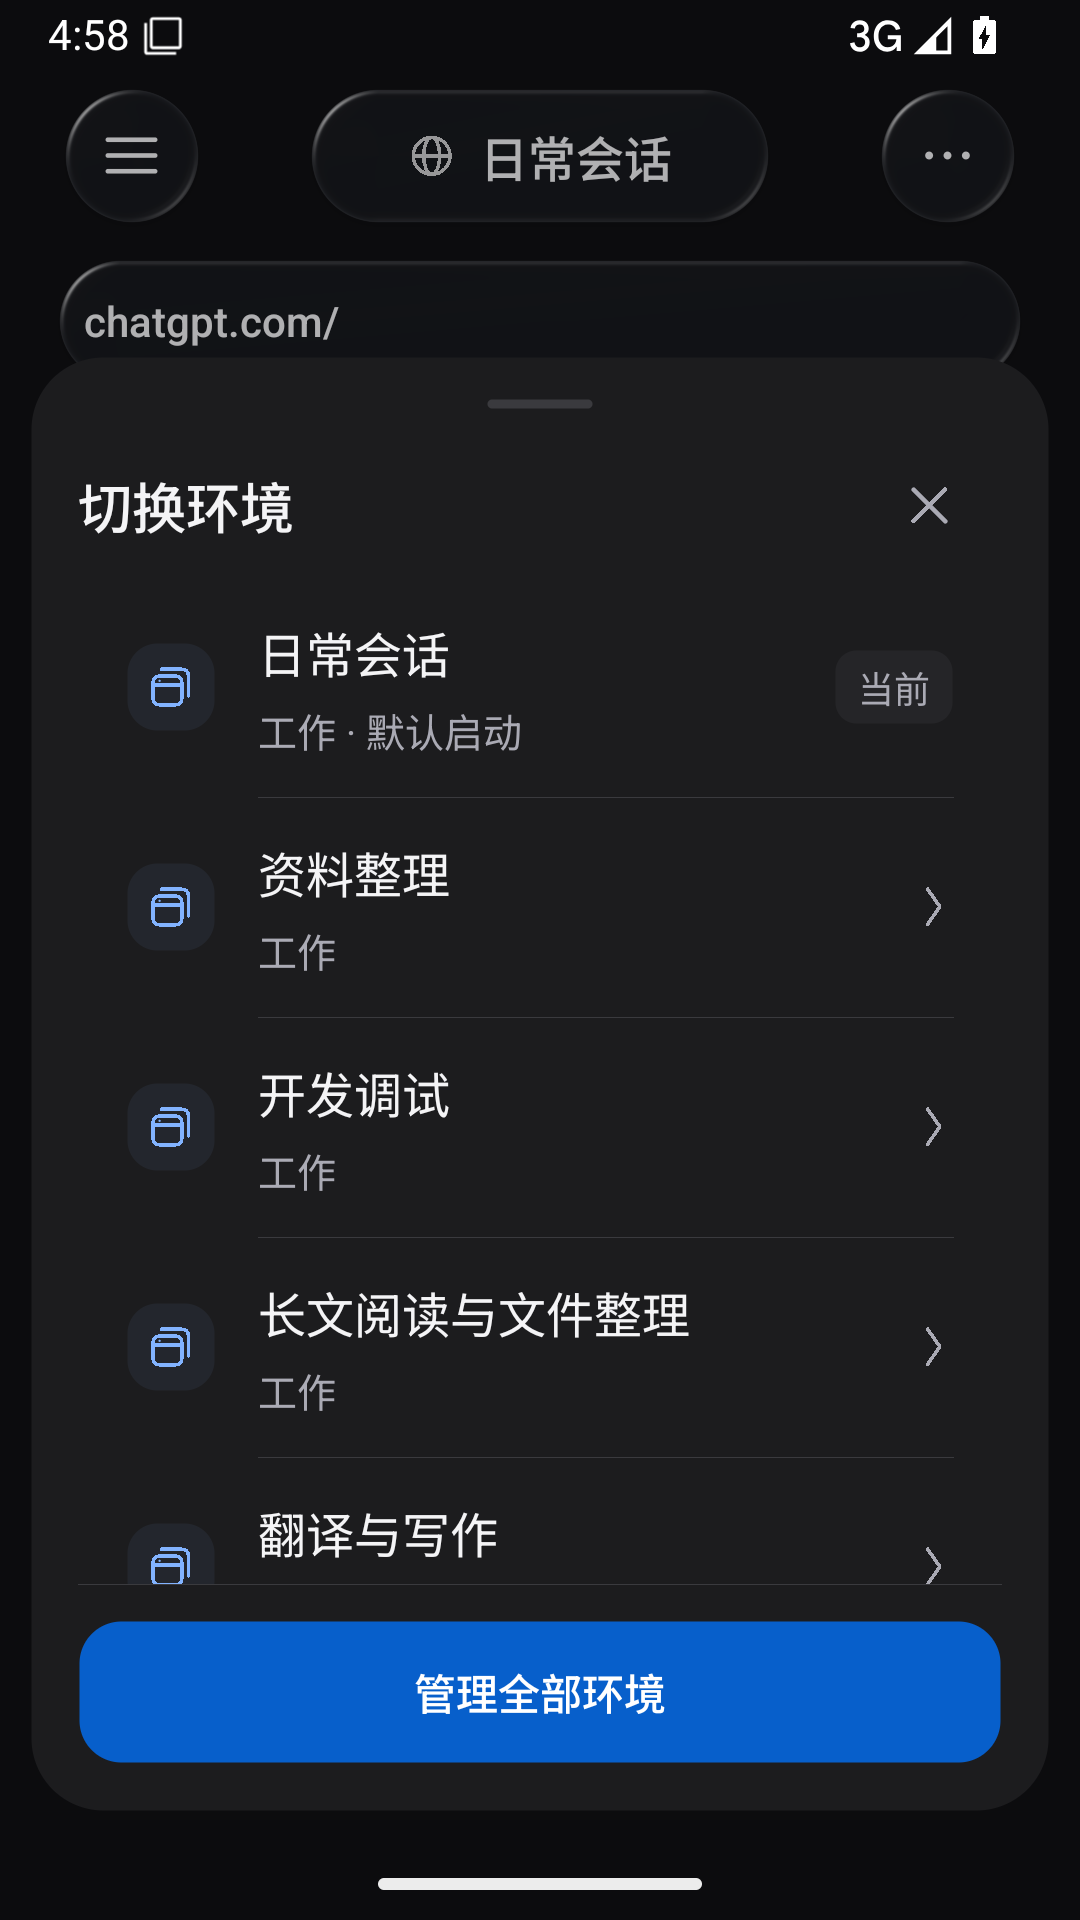 4:58
3G
日常会话
chatgpt.com/
切换环境
日常会话
工作 · 默认启动
当前
资料整理
工作
开发调试
工作
长文阅读与文件整理
工作
翻译与写作
管理全部环境